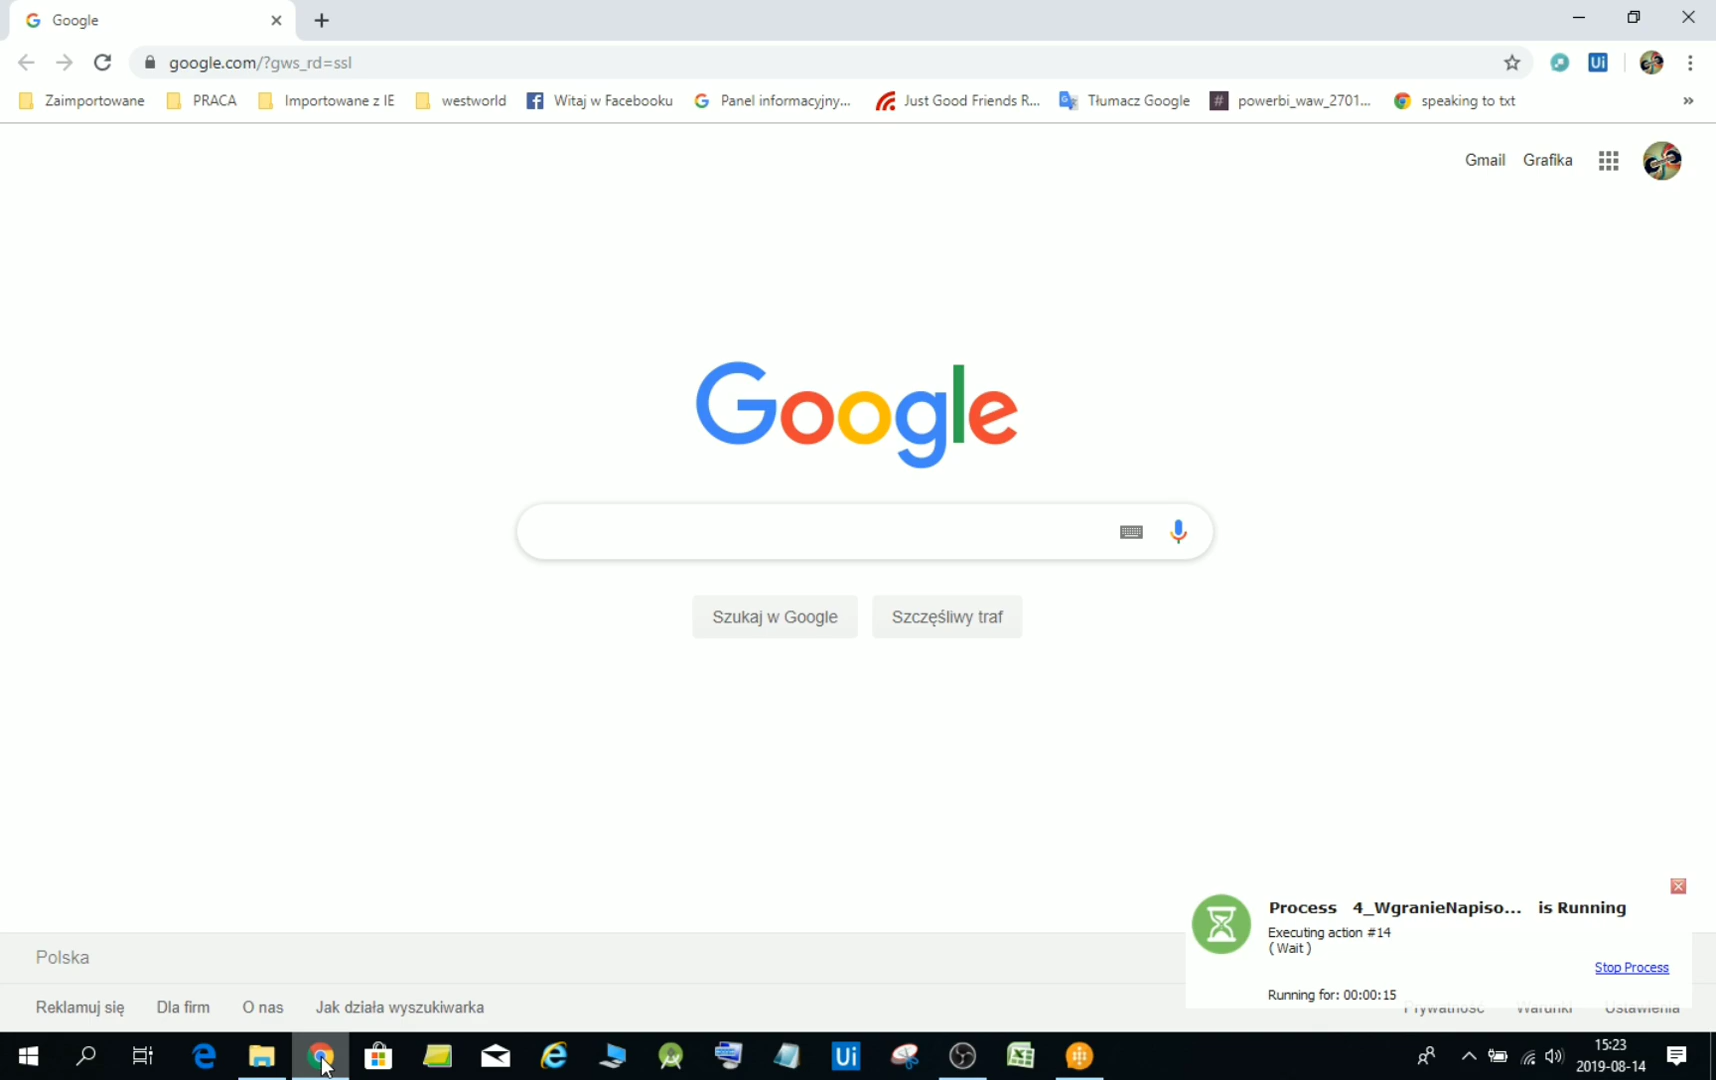 Google
google.com/?gws_rd=ssl
Ui
Zaimportowane PRACA Importowane z IE westworld Witaj w Facebooku Panel informacyjny... Just Good Friends R... Tłumacz Google # powerbi_waw_2701... speaking to txt »
Gmail Grafika
Google
Szukaj w Google Szczęśliwy traf
Process 4_WgranieNapiso... is Running
Executing action #14
( Wait )
Stop Process
Running for: 00:00:15
Polska
Reklamuj się Dla firm O nas Jak działa wyszukiwarka Prywatność Warunki Ustawienia
Ui
15:23
2019-08-14